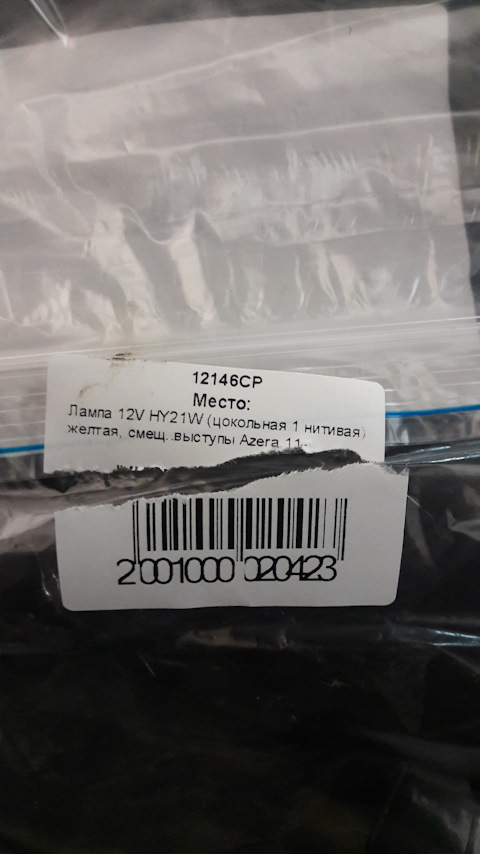 12146CP
Место:
Лампа 12V HY21W (цокольная 1 нитивая)
желтая, смещ..выступы Azera 11-
2001000020423